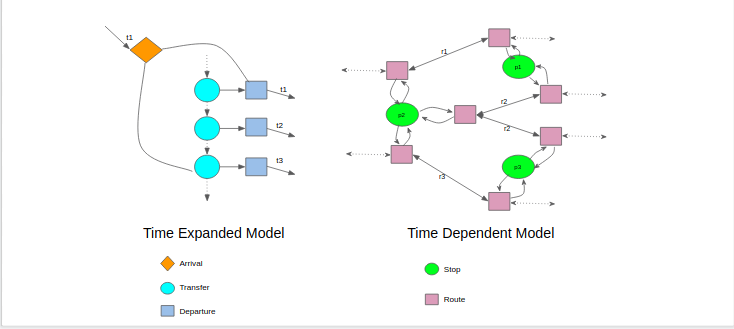 t1
t1
t2
t3
r1
p1
p2
r2
r2
p3
r3
Time Expanded Model
Time Dependent Model
Arrival
Transfer
Departure
Stop
Route